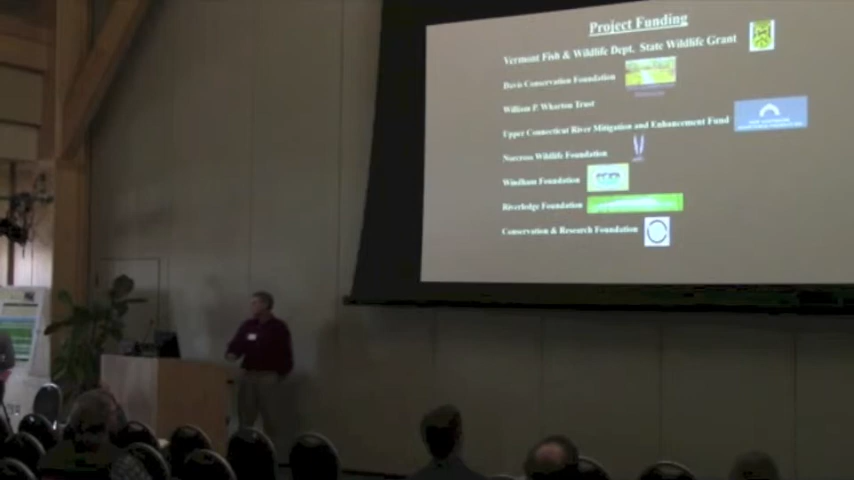 Project Funding
Vermont Fish & Wildlife Dept. State Wildlife Grant
Davis Conservation Foundation
William P. Wharton Trust
Upper Connecticut River Mitigation and Enhancement Fund
Norcross Wildlife Foundation
Windham Foundation
Riverledge Foundation
Conservation & Research Foundation